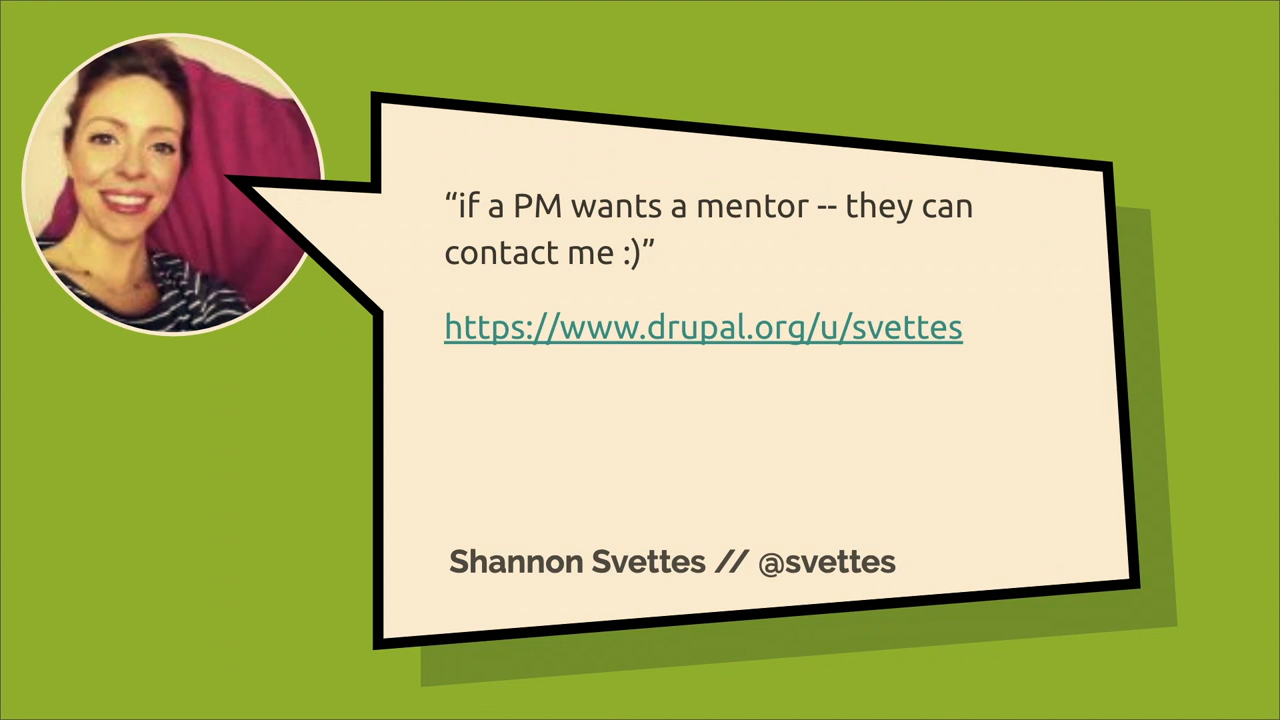 “if a PM wants a mentor -- they can
contact me :)”
https://www.drupal.org/u/svettes
Shannon Svettes // @svettes